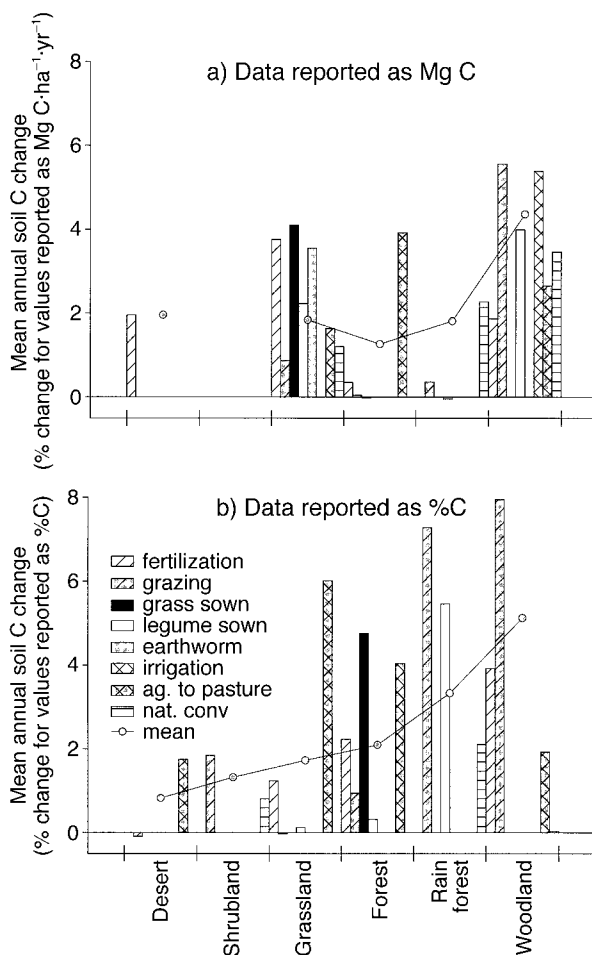 a) Data reported as Mg C
Mean annual soil C change
(% change for values reported as Mg C·ha⁻¹·yr⁻¹)
8
6
4
2
0
b) Data reported as %C
Mean annual soil C change
(% change for values reported as %C)
8
6
4
2
0
fertilization
grazing
grass sown
legume sown
earthworm
irrigation
ag. to pasture
nat. conv
mean
Desert
Shrubland
Grassland
Forest
Rain
forest
Woodland